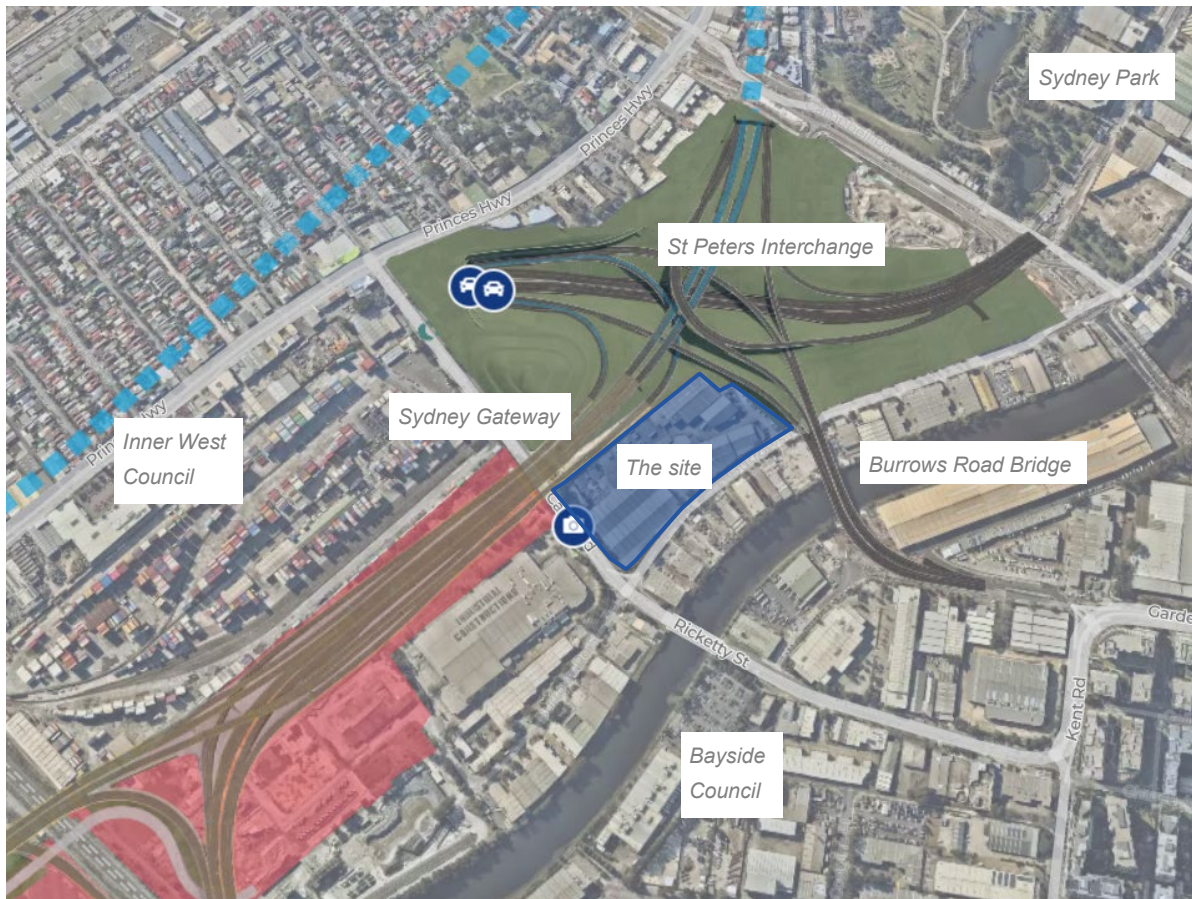 Sydney Park
Princes Hwy
Princes Hwy
St Peters Interchange
Sydney Gateway
Inner West
Council
The site
Burrows Road Bridge
Ricketty St
Kent Rd
Bayside
Council